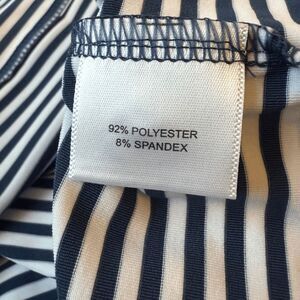 92% POLYESTER
8% SPANDEX